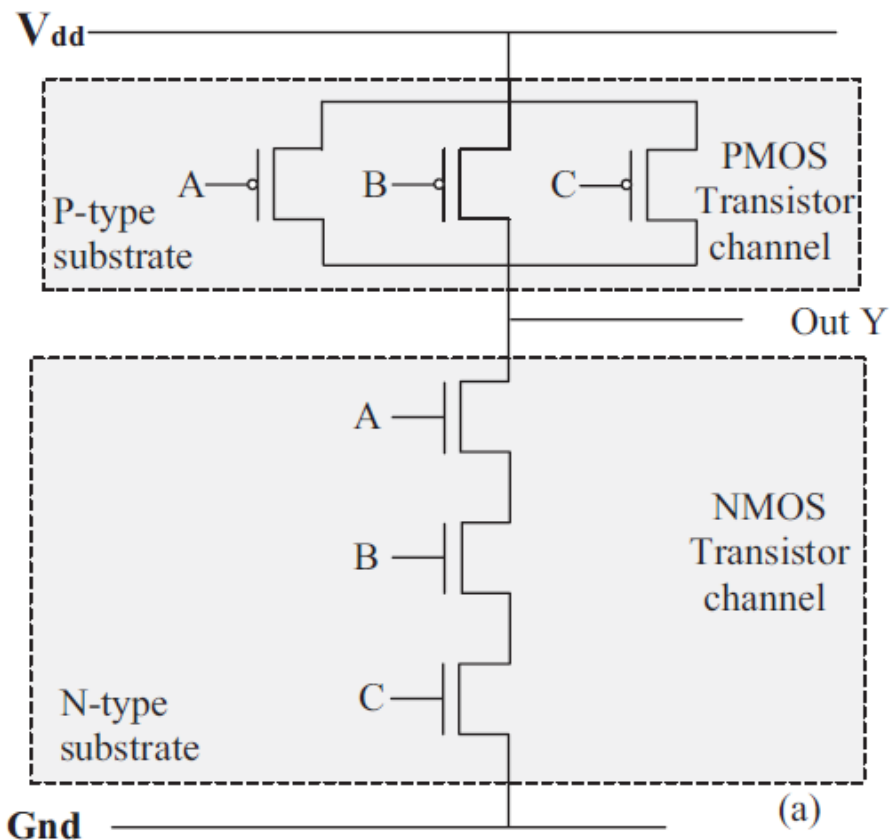 Vdd
A
B
C
PMOS
Transistor
channel
P-type
substrate
Out Y
A
B
C
NMOS
Transistor
channel
N-type
substrate
Gnd
(a)